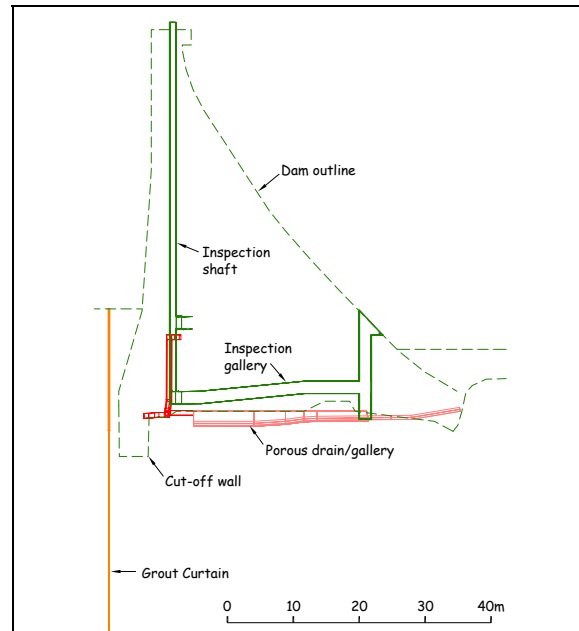 Dam outline
Inspection
shaft
Inspection
gallery
Porous drain/gallery
Cut-off wall
Grout Curtain
0 10 20 30 40m